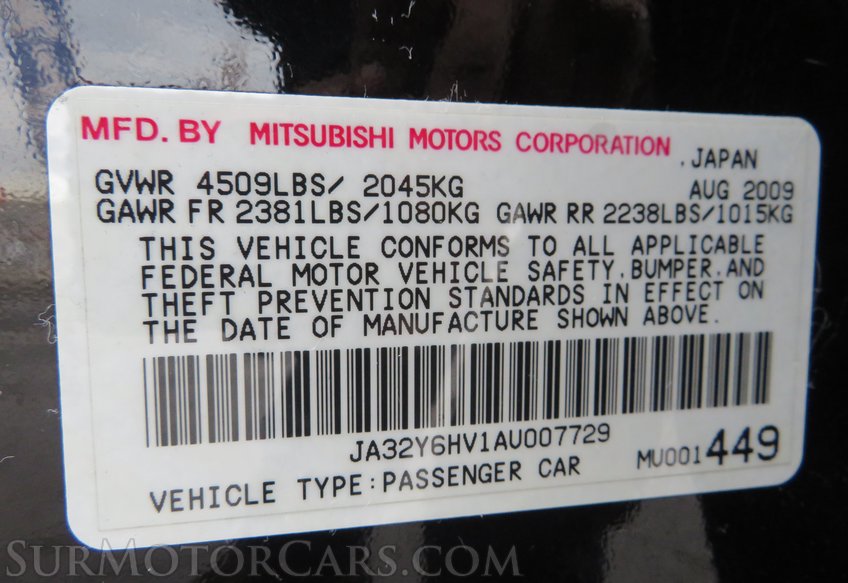 MFD. BY MITSUBISHI MOTORS CORPORATION, JAPAN
GVWR 4509LBS/ 2045KG AUG 2009
GAWR FR 2381LBS/1080KG GAWR RR 2238LBS/1015KG
THIS VEHICLE CONFORMS TO ALL APPLICABLE
FEDERAL MOTOR VEHICLE SAFETY, BUMPER, AND
THEFT PREVENTION STANDARDS IN EFFECT ON
THE DATE OF MANUFACTURE SHOWN ABOVE.
JA32Y6HV1AU007729
VEHICLE TYPE: PASSENGER CAR MU001449
SURMOTORCARS.COM